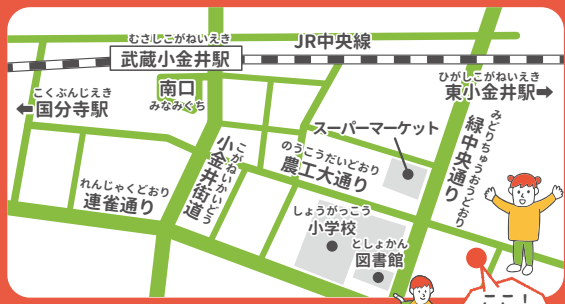 むさしこがねいえき
武蔵小金井駅
JR中央線
南口
みなみぐち
こくぶんじえき
⬅国分寺駅
ひがしこがねいえき
東小金井駅➡
スーパーマーケット
みどりちゅうおうどおり
緑中央通り
こがねいかいどう
小金井街道
のうこうだいどおり
農工大通り
れんじゃくどおり
連雀通り
しょうがっこう
小学校
としょかん
図書館
ここ！